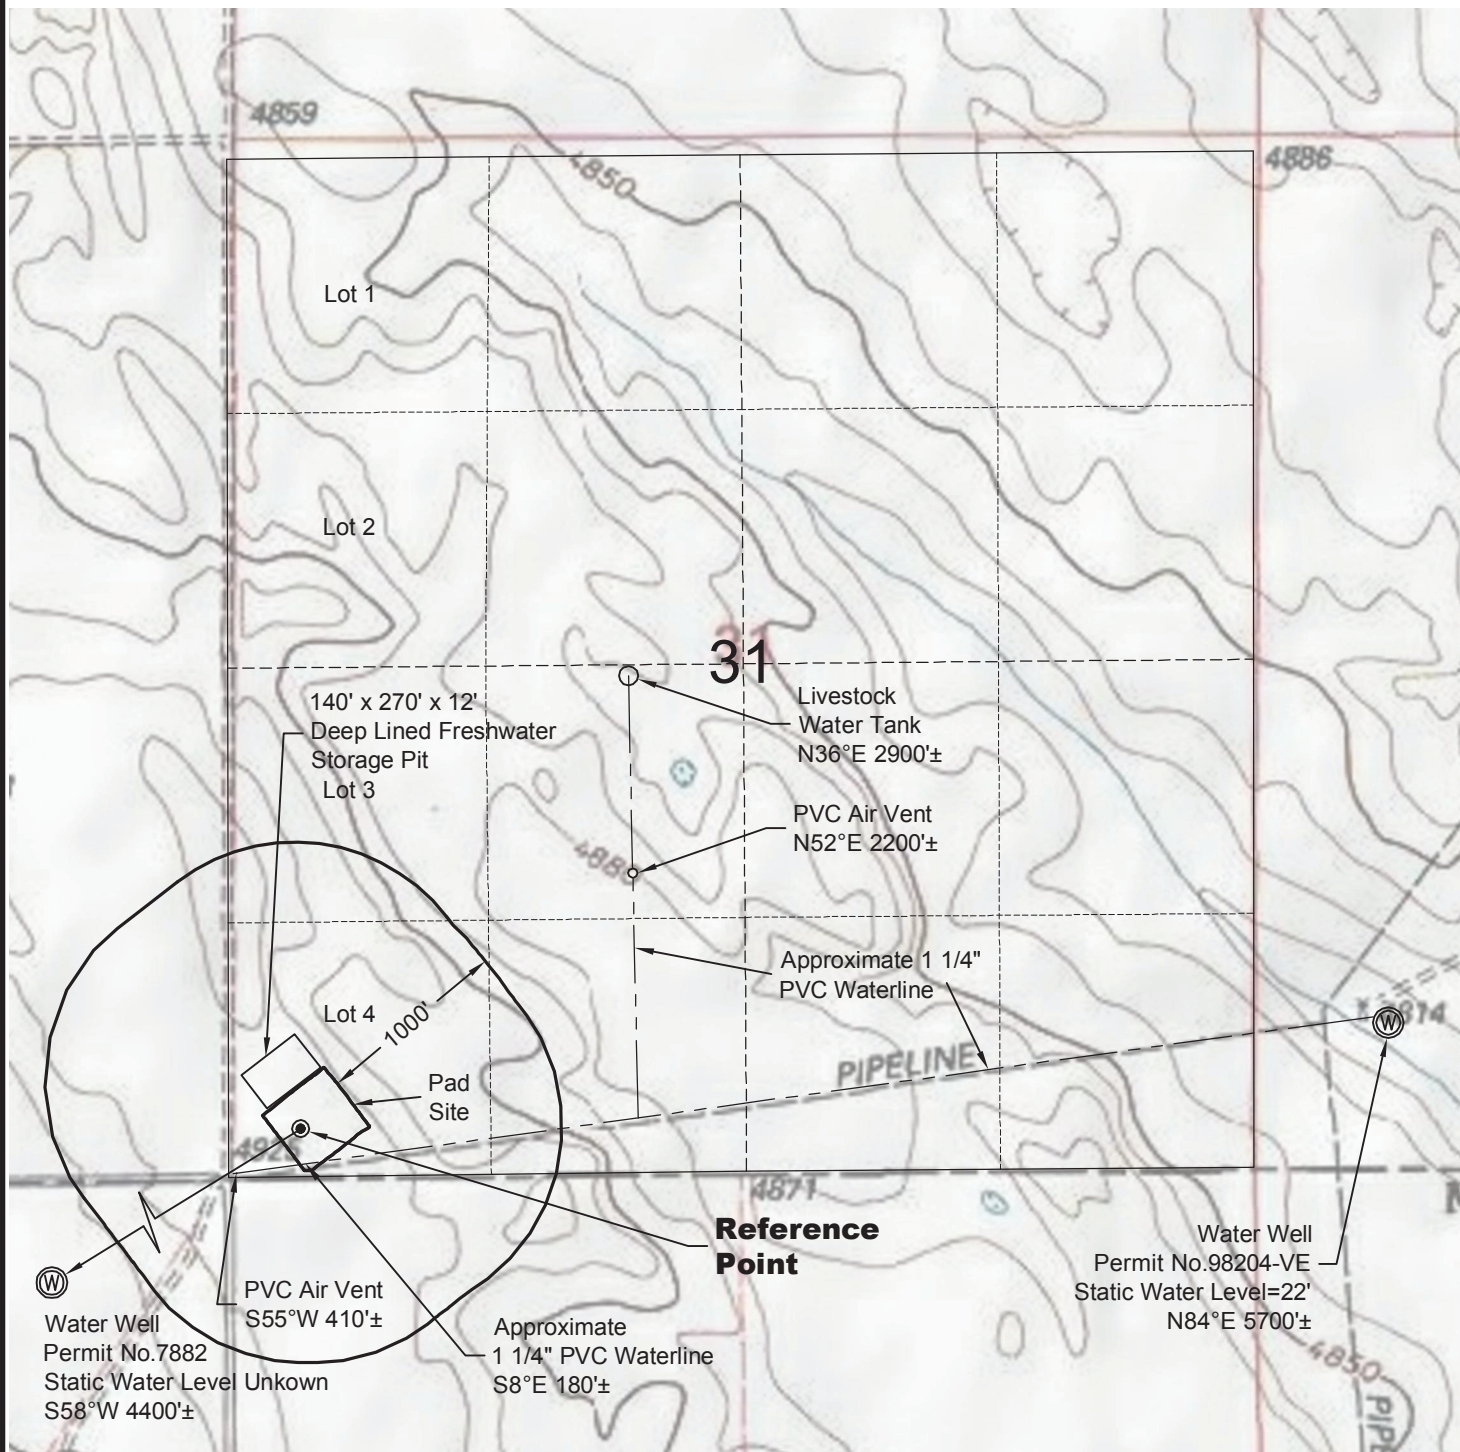 4859
4850
4886
Lot 1
Lot 2
31
31
140' x 270' x 12'
Deep Lined Freshwater
Storage Pit
Lot 3
Livestock
Water Tank
N36°E 2900'±
PVC Air Vent
N52°E 2200'±
4880
Approximate 1 1/4"
PVC Waterline
Lot 4
1000'
Pad
Site
PIPELINE
W
4871
Reference
Point
W
Water Well
Permit No.7882
Static Water Level Unkown
S58°W 4400'±
PVC Air Vent
S55°W 410'±
Approximate
1 1/4" PVC Waterline
S8°E 180'±
Water Well
Permit No.98204-VE
Static Water Level=22'
N84°E 5700'±
4850